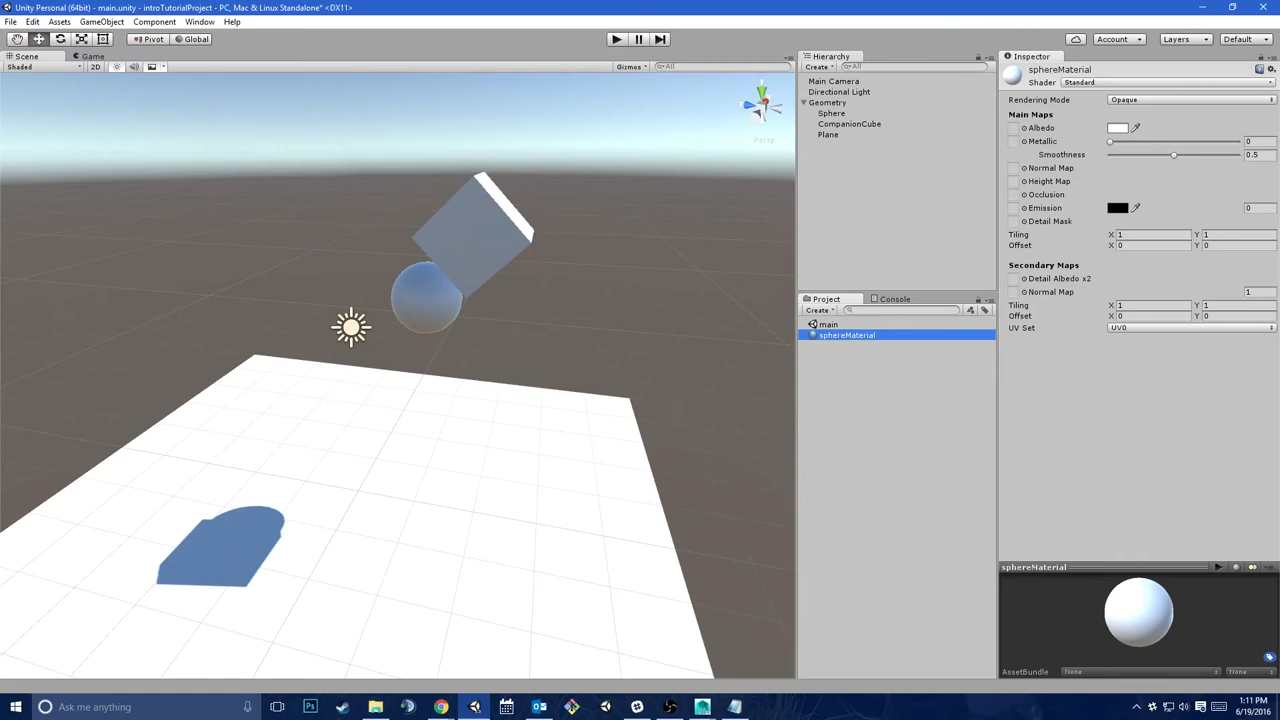 Unity Personal (64bit) - main.unity - introTutorialProject - PC, Mac & Linux Standalone* <DX11>
File Edit Assets GameObject Component Window Help
Pivot Global Account Layers Default
Scene Game
Shaded 2D Gizmos All
y
Persp
Hierarchy
Create All
Main Camera
Directional Light
Geometry
Sphere
CompanionCube
Plane
Project Console
Create
main
sphereMaterial
Inspector
sphereMaterial
Shader Standard
Rendering Mode Opaque
Main Maps
Albedo
Metallic 0
Smoothness 0.5
Normal Map
Height Map
Occlusion
Emission 0
Detail Mask
Tiling X 1 Y 1
Offset X 0 Y 0
Secondary Maps
Detail Albedo x2
Normal Map 1
Tiling X 1 Y 1
Offset X 0 Y 0
UV Set UV0
sphereMaterial
AssetBundle None None
Ask me anything
Ps
1:11 PM
6/19/2016